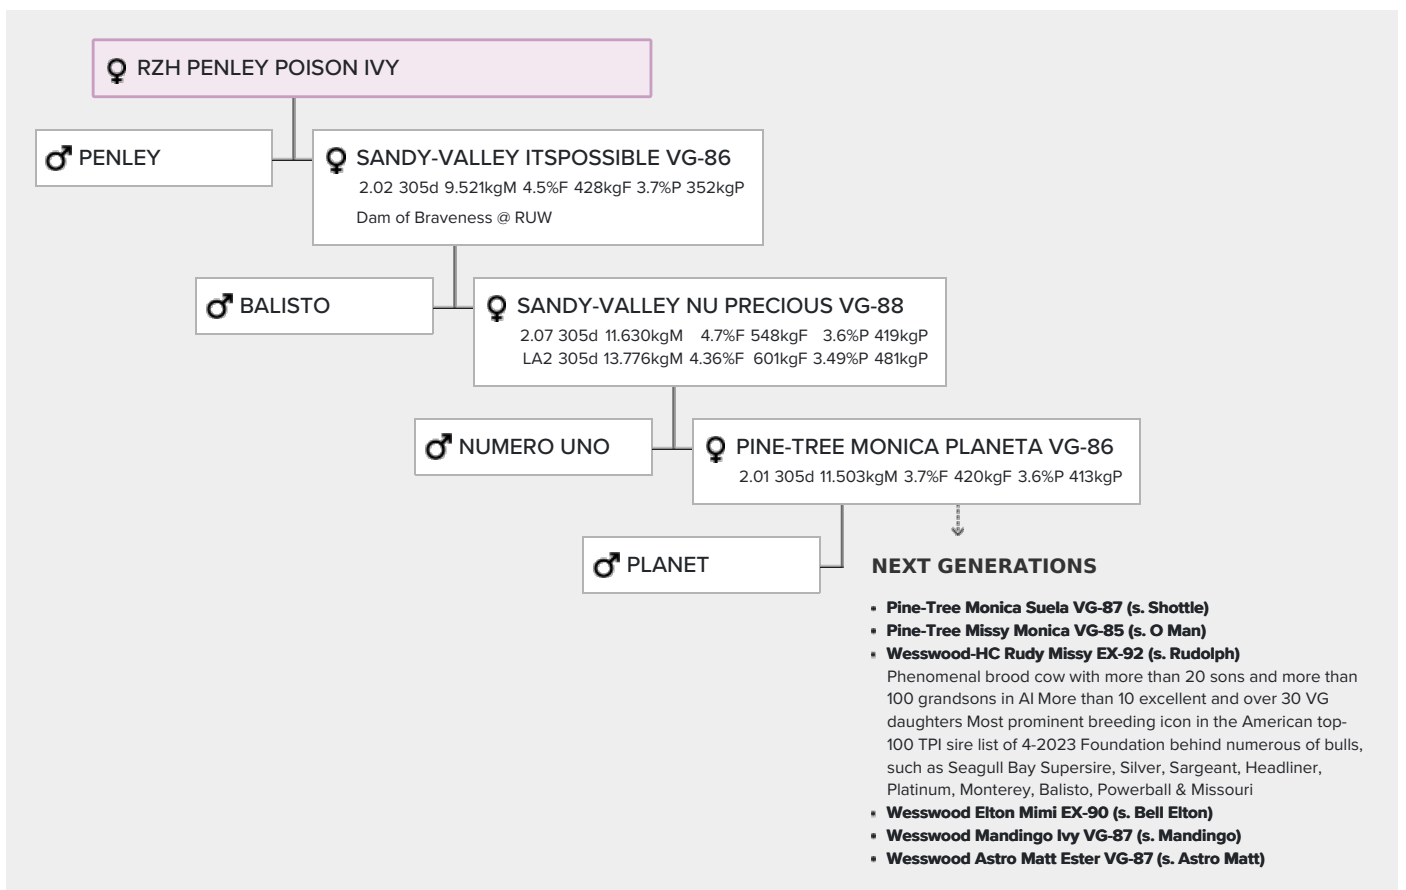 RZH PENLEY POISON IVY
PENLEY
SANDY-VALLEY ITSPOSSIBLE VG-86
2.02 305d 9.521kgM 4.5%F 428kgF 3.7%P 352kgP
Dam of Braveness @ RUW
BALISTO
SANDY-VALLEY NU PRECIOUS VG-88
2.07 305d 11.630kgM 4.7%F 548kgF 3.6%P 419kgP
LA2 305d 13.776kgM 4.36%F 601kgF 3.49%P 481kgP
NUMERO UNO
PINE-TREE MONICA PLANETA VG-86
2.01 305d 11.503kgM 3.7%F 420kgF 3.6%P 413kgP
PLANET
NEXT GENERATIONS
• Pine-Tree Monica Suela VG-87 (s. Shottle)
• Pine-Tree Missy Monica VG-85 (s. O Man)
• Wesswood-HC Rudy Missy EX-92 (s. Rudolph)
Phenomenal brood cow with more than 20 sons and more than
100 grandsons in AI More than 10 excellent and over 30 VG
daughters Most prominent breeding icon in the American top-
100 TPI sire list of 4-2023 Foundation behind numerous of bulls,
such as Seagull Bay Supersire, Silver, Sargeant, Headliner,
Platinum, Monterey, Balisto, Powerball & Missouri
• Wesswood Elton Mimi EX-90 (s. Bell Elton)
• Wesswood Mandingo Ivy VG-87 (s. Mandingo)
• Wesswood Astro Matt Ester VG-87 (s. Astro Matt)